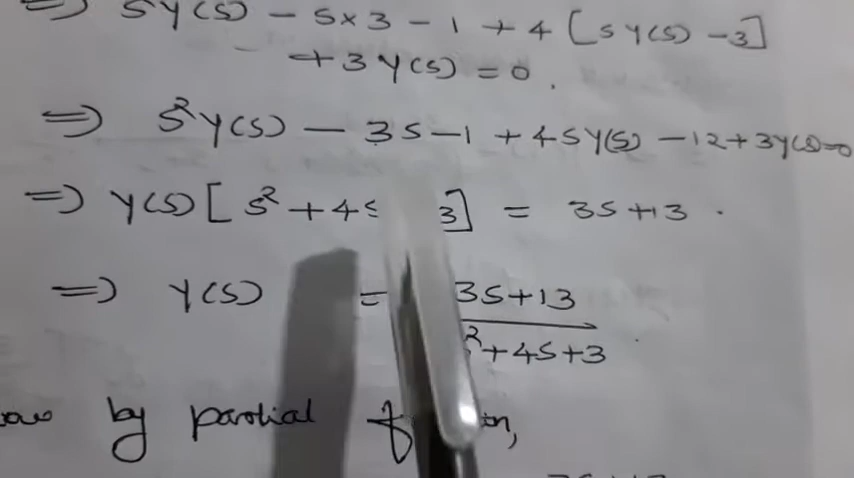 => s²Y(s) - s×3 - 1 + 4 [sY(s) - 3]
+ 3Y(s) = 0.
=> s²Y(s) - 3s - 1 + 4sY(s) - 12 + 3Y(s) = 0
=> Y(s) [s² + 4s 3] = 3s + 13.
=> Y(s) = 3s + 13
² + 4s + 3
by partial